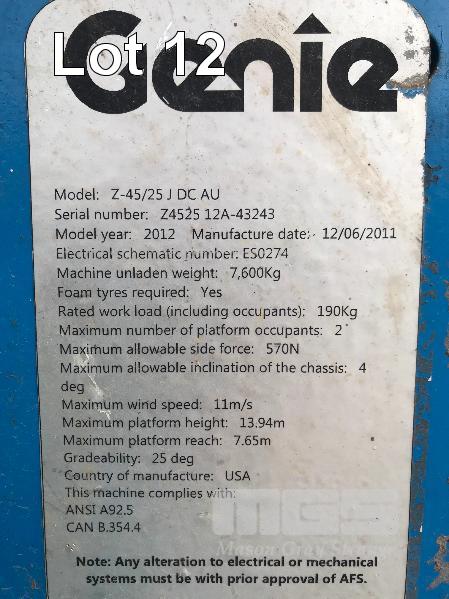 Lot 12
Genie
Model: Z-45/25 J DC AU
Serial number: Z4525 12A-43243
Model year: 2012 Manufacture date: 12/06/2011
Electrical schematic number: ES0274
Machine unladen weight: 7,600Kg
Foam tyres required: Yes
Rated work load (including occupants): 190Kg
Maximum number of platform occupants: 2
Maximum allowable side force: 570N
Maximum allowable inclination of the chassis: 4
deg
Maximum wind speed: 11m/s
Maximum platform height: 13.94m
Maximum platform reach: 7.65m
Gradeability: 25 deg
Country of manufacture: USA
This machine complies with:
ANSI A92.5
CAN B.354.4
MGS
Mason Gray
Note: Any alteration to electrical or mechanical
systems must be with prior approval of AFS.